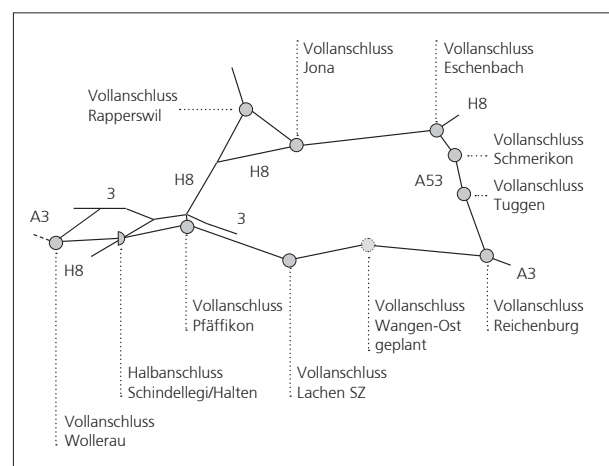 Vollanschluss
Jona
Vollanschluss
Eschenbach
Vollanschluss
Rapperswil
H8
Vollanschluss
Schmerikon
H8
H8
A53
Vollanschluss
Tuggen
3
A3
3
H8
A3
Vollanschluss
Pfäffikon
Vollanschluss
Wangen-Ost
geplant
Vollanschluss
Reichenburg
Halbanschluss
Schindellegi/Halten
Vollanschluss
Lachen SZ
Vollanschluss
Wollerau